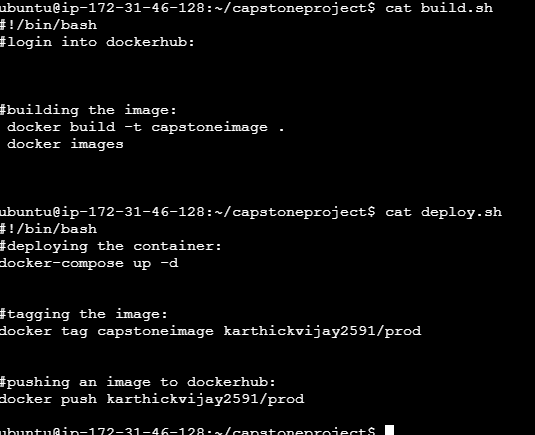 ubuntu@ip-172-31-46-128:~/capstoneproject$ cat build.sh
#!/bin/bash
#login into dockerhub:
#building the image:
docker build -t capstoneimage .
docker images
ubuntu@ip-172-31-46-128:~/capstoneproject$ cat deploy.sh
#!/bin/bash
#deploying the container:
docker-compose up -d
#tagging the image:
docker tag capstoneimage karthickvijay2591/prod
#pushing an image to dockerhub:
docker push karthickvijay2591/prod
ubuntu@ip-172-31-46-128:~/capstoneproject$